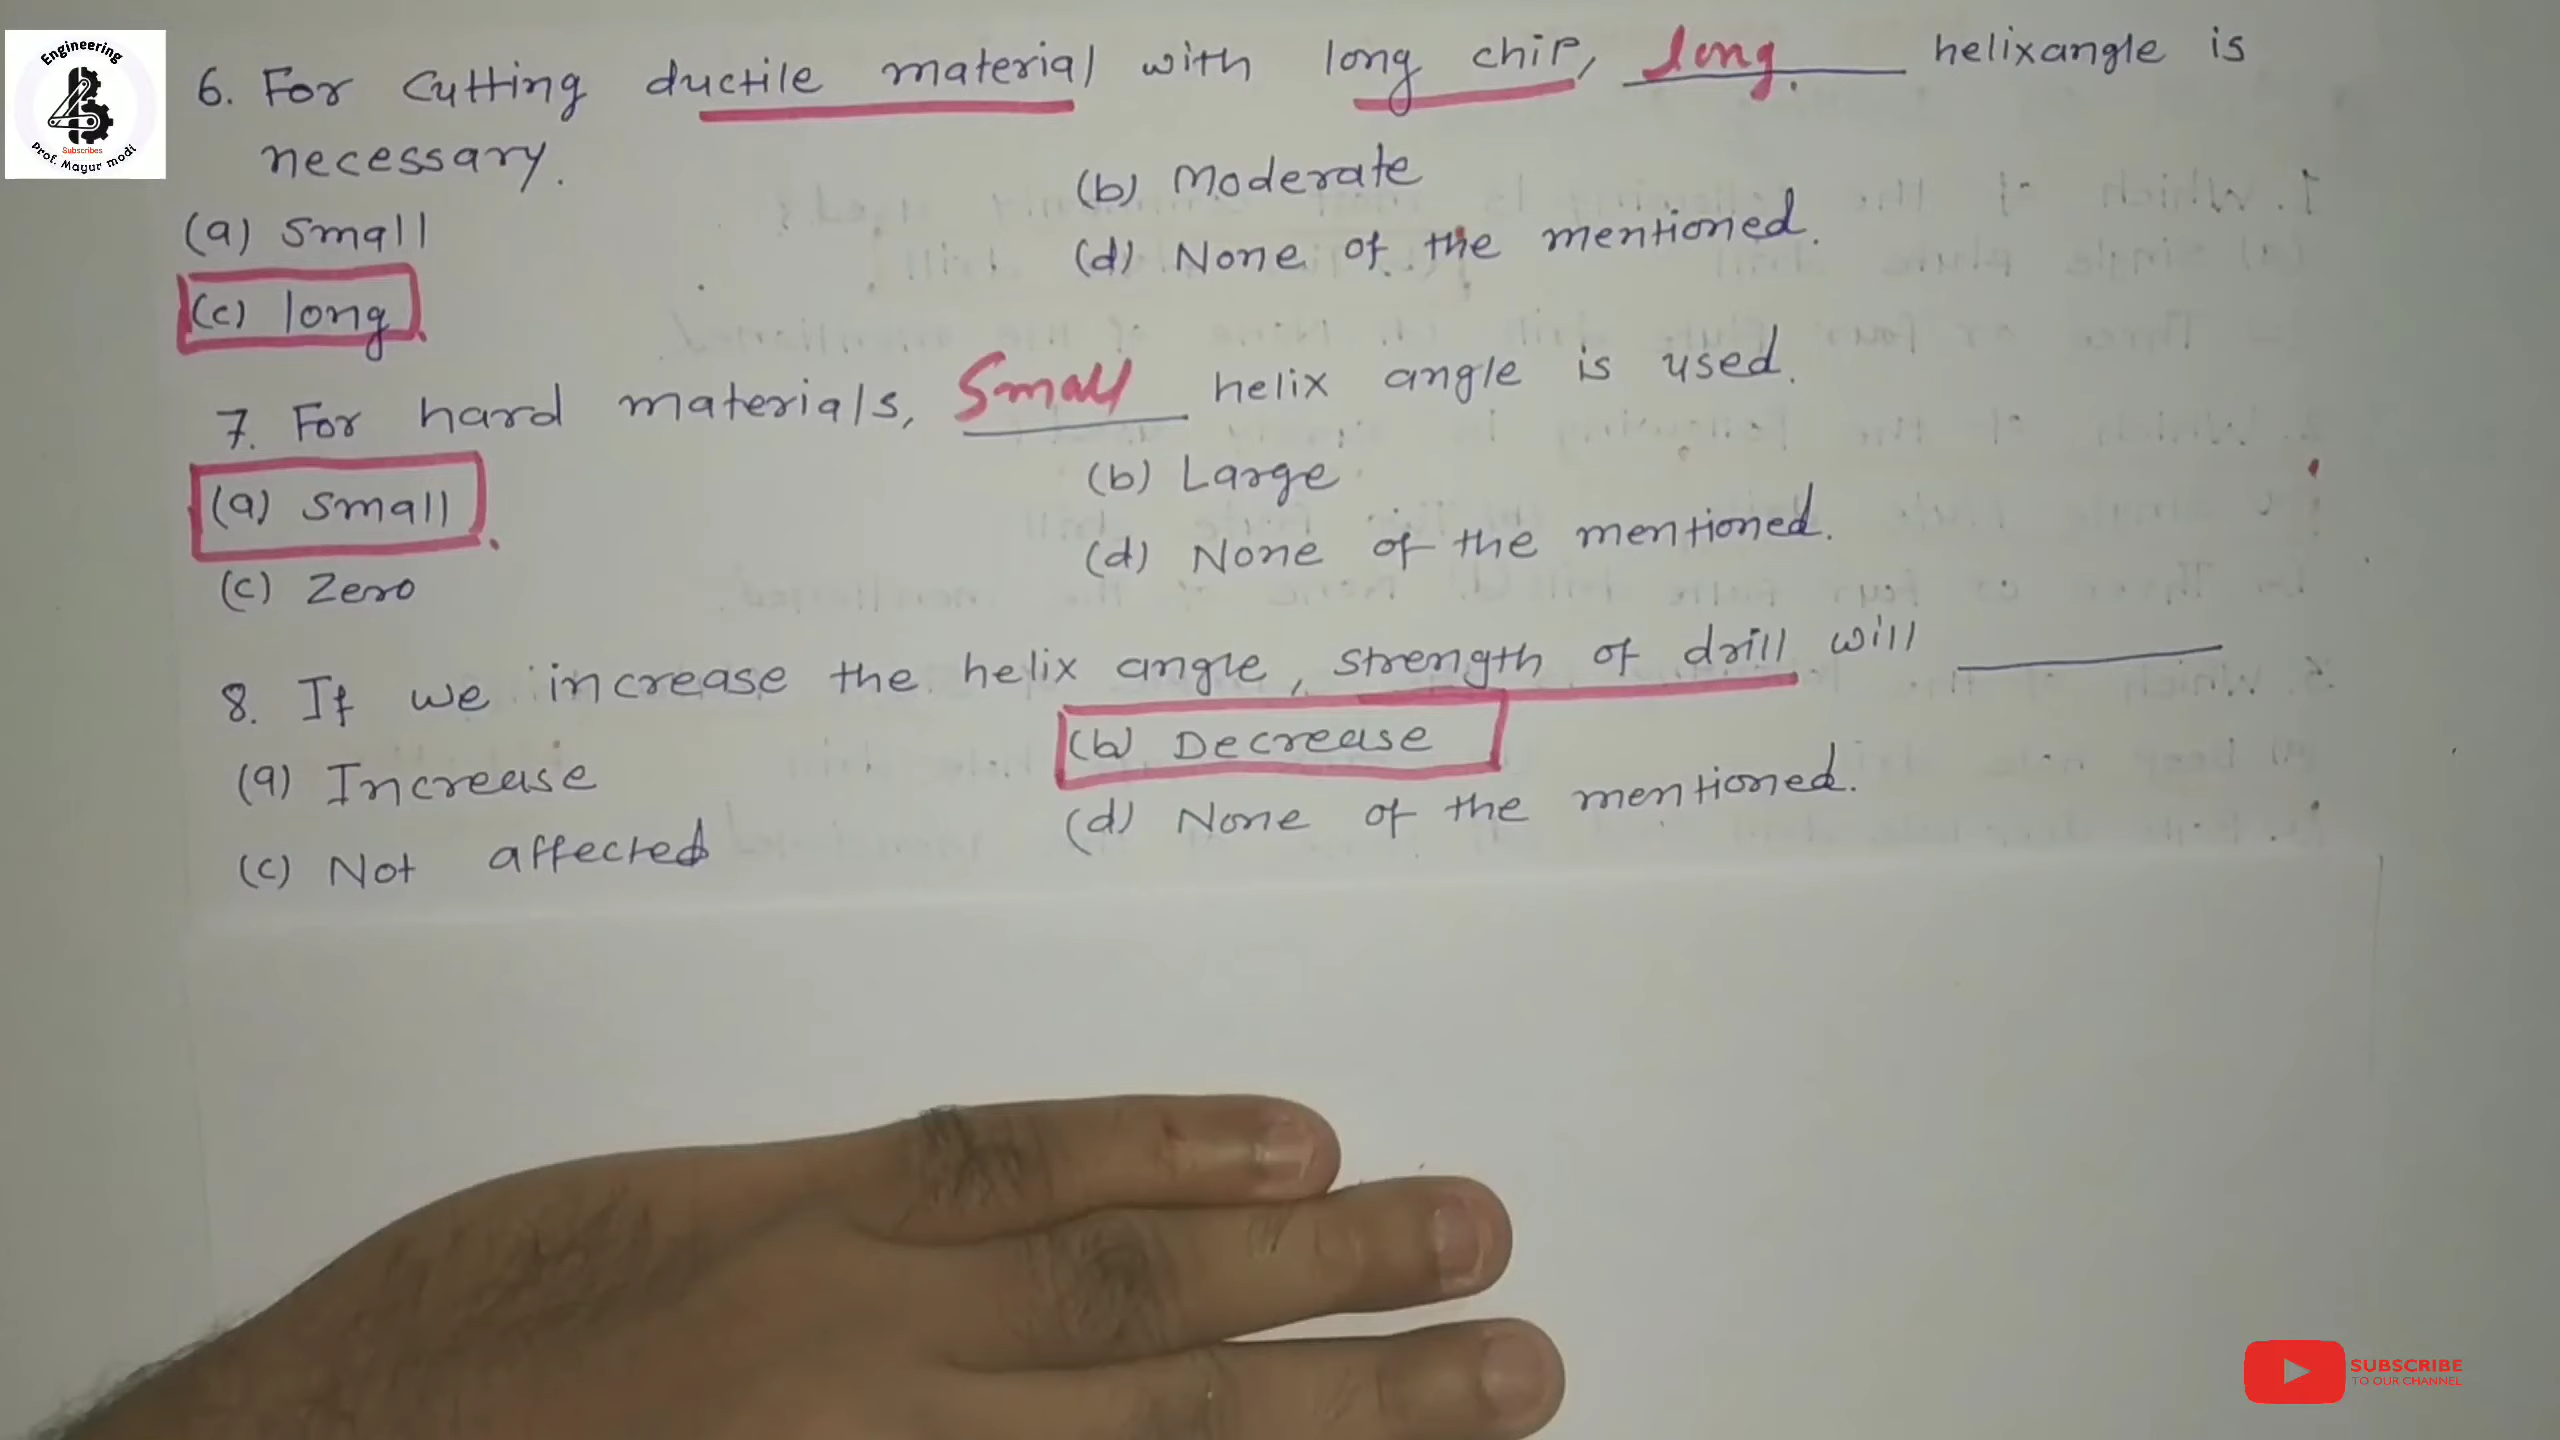 Engineering
Subscribes
Prof. Mayur modi
6. For cutting ductile material with long chip, long. helixangle is
necessary.
(a) Small
(b) Moderate
(c) long
(d) None of the mentioned.
7. For hard materials, Small helix angle is used.
(a) Small
(b) Large
(c) Zero
(d) None of the mentioned.
8. If we increase the helix angle, strength of drill will
(a) Increase
(b) Decrease
(c) Not affected
(d) None of the mentioned.
SUBSCRIBE
TO OUR CHANNEL